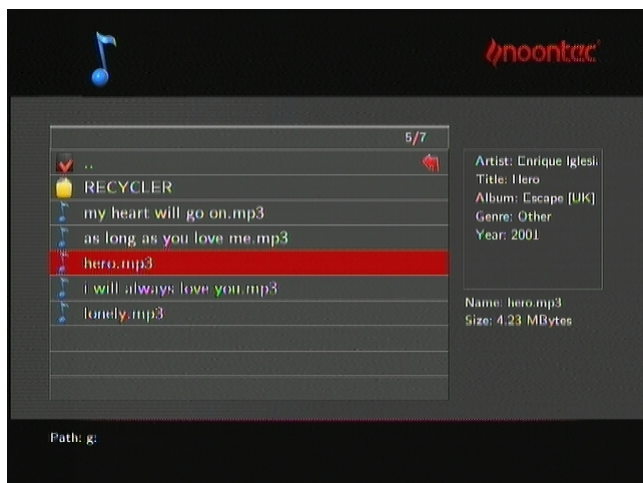 noontec
5/7
..
RECYCLER
my heart will go on.mp3
as long as you love me.mp3
hero.mp3
i will always love you.mp3
lonely.mp3
Artist: Enrique Iglesi
Title: Hero
Album: Escape [UK]
Genre: Other
Year: 2001
Name: hero.mp3
Size: 4.23 MBytes
Path: g: